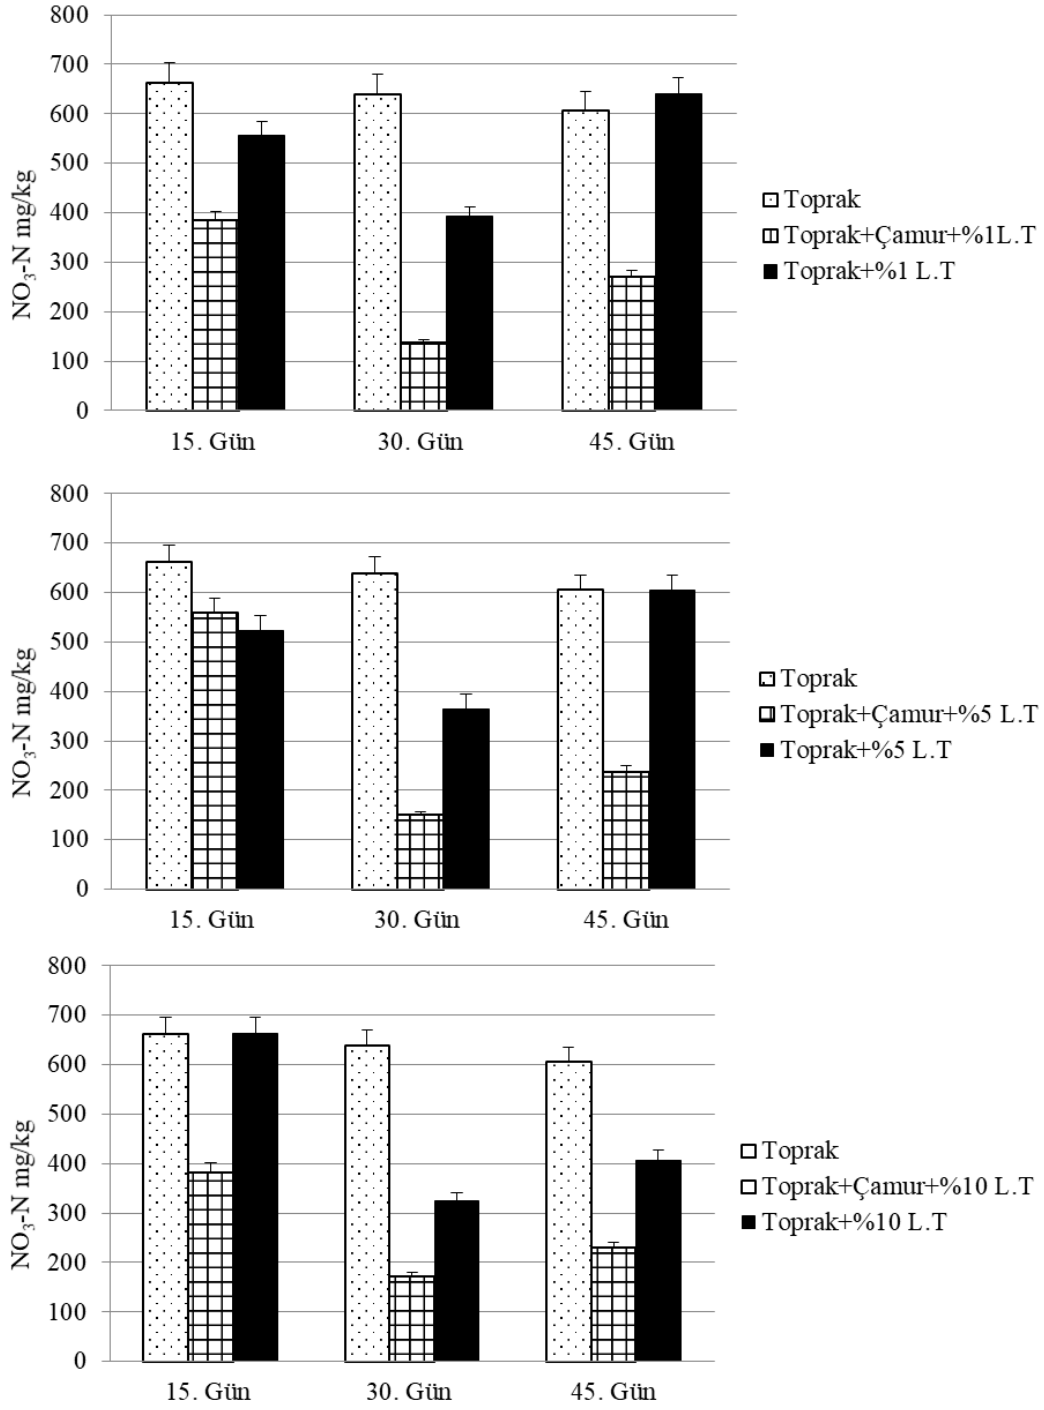 800
700
600
500
400
300
200
100
0
NO₃-N mg/kg
15. Gün 30. Gün 45. Gün
Toprak
Toprak+Çamur+%1L.T
Toprak+%1 L.T
800
700
600
500
400
300
200
100
0
NO₃-N mg/kg
15. Gün 30. Gün 45. Gün
Toprak
Toprak+Çamur+%5 L.T
Toprak+%5 L.T
800
700
600
500
400
300
200
100
0
NO₃-N mg/kg
15. Gün 30. Gün 45. Gün
Toprak
Toprak+Çamur+%10 L.T
Toprak+%10 L.T